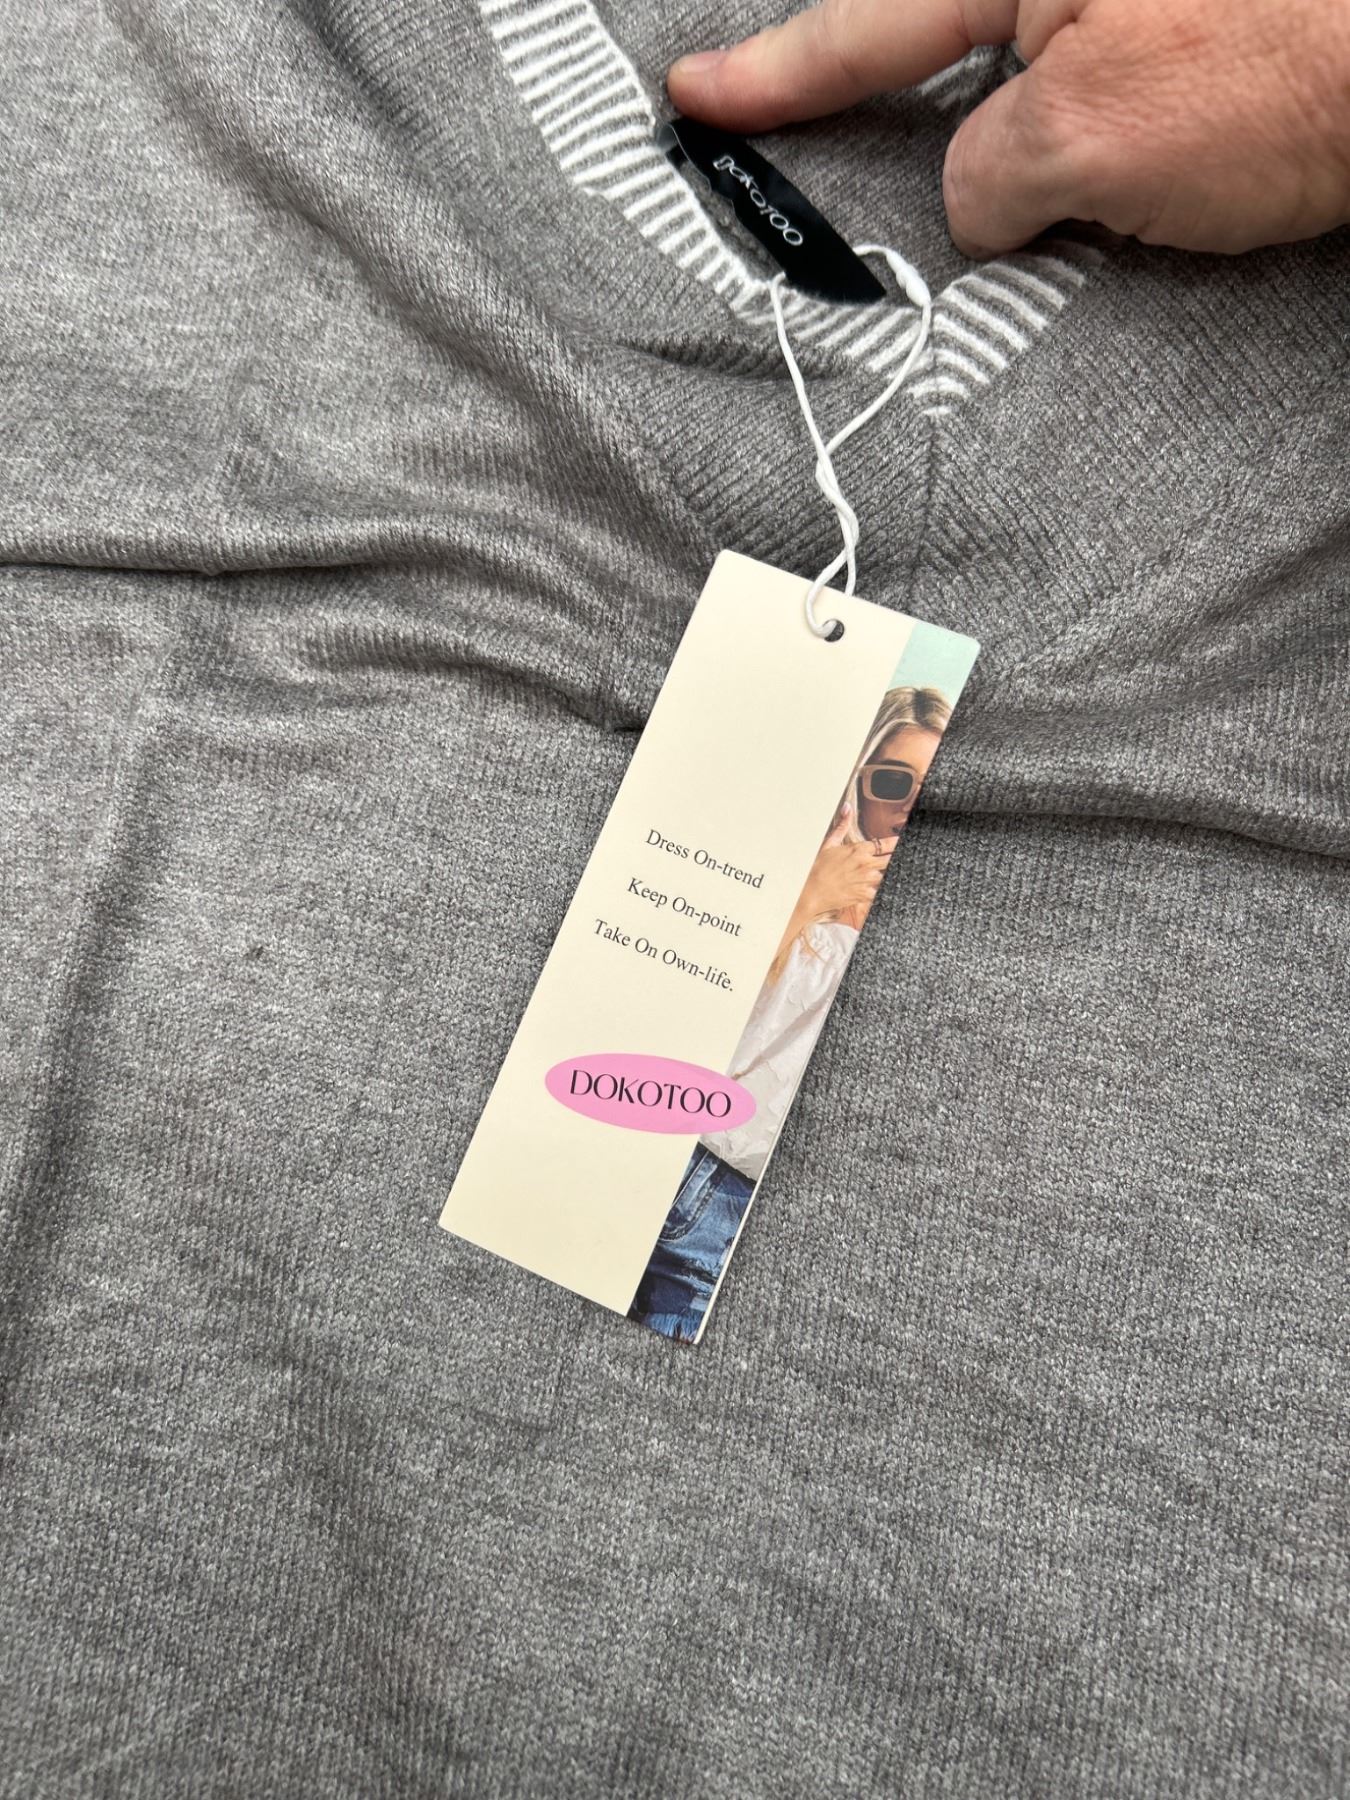 Dokotoo
Dress On-trend
Keep On-point
Take On Own-life.
DOKOTOO